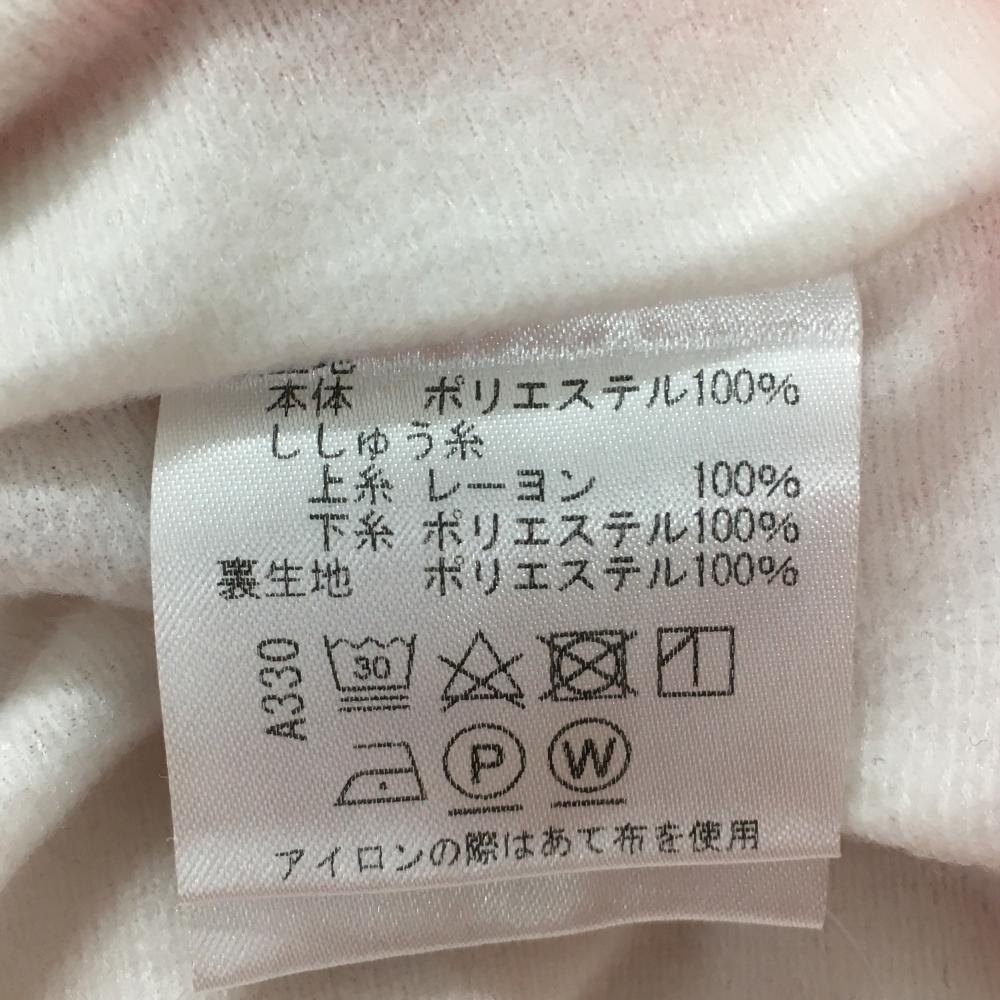 本体 ポリエステル100%
ししゅう糸
上糸 レーヨン 100%
下糸 ポリエステル100%
裏生地 ポリエステル100%
A330
30
P W
アイロンの際はあて布を使用